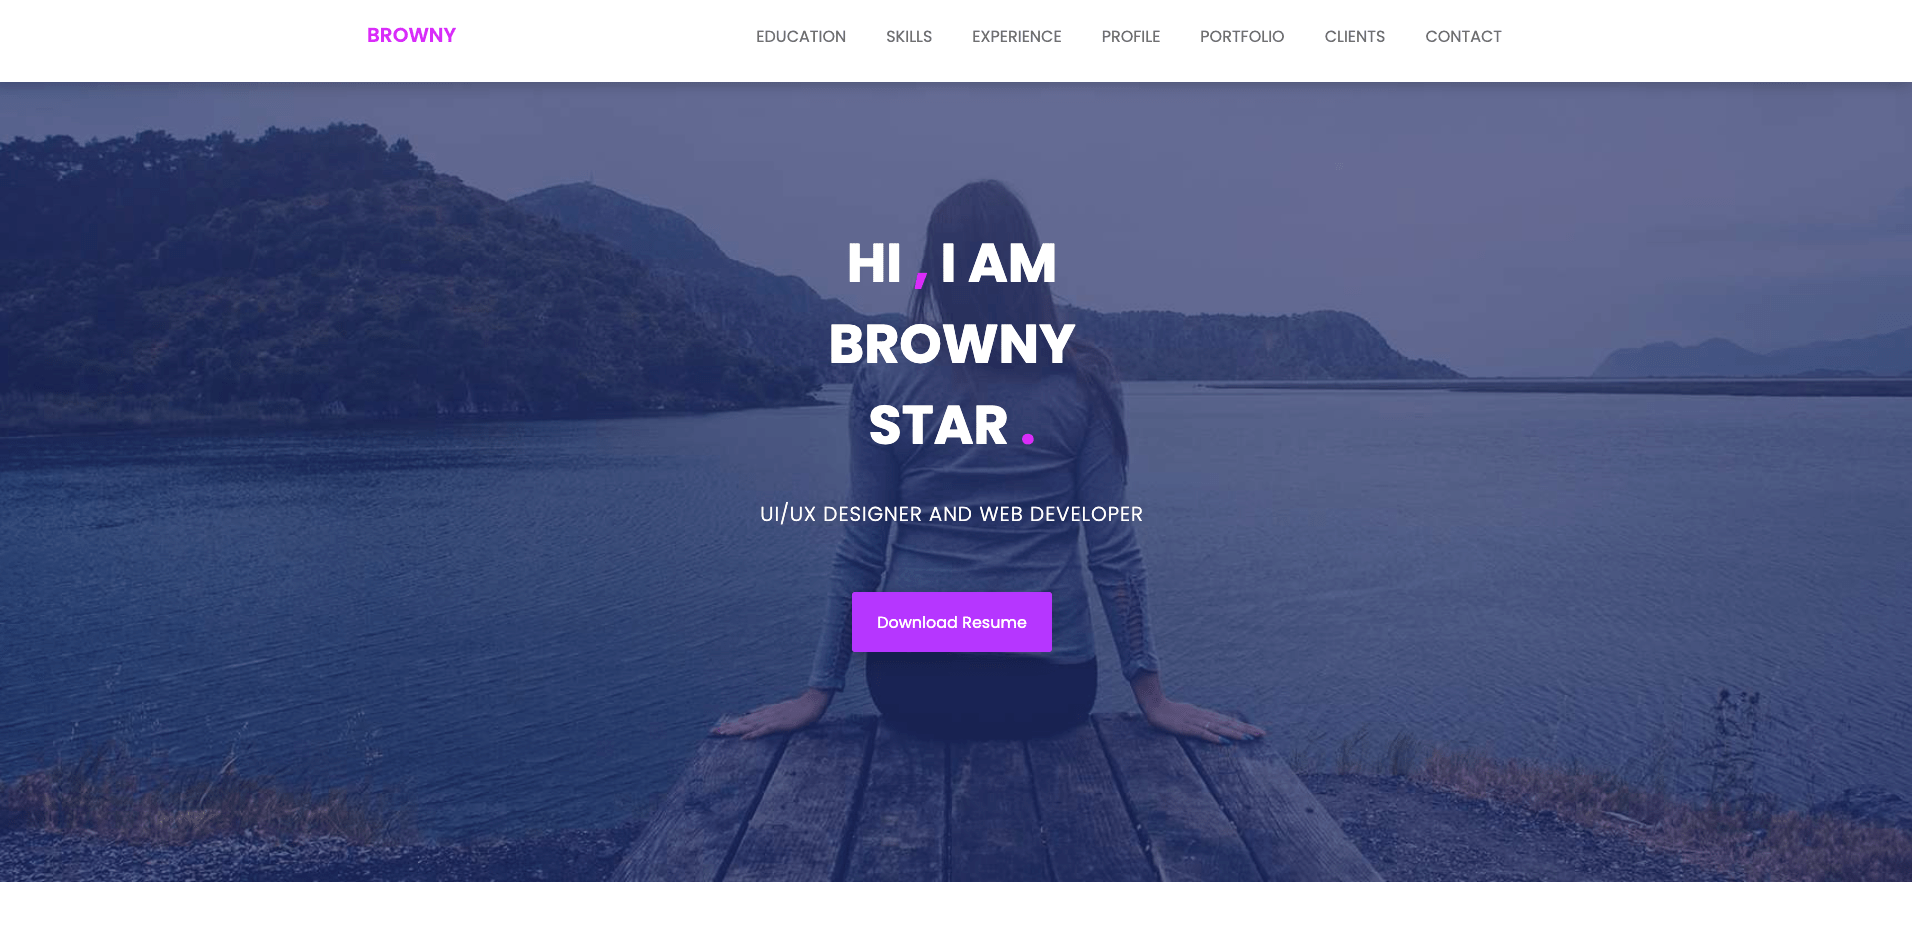 BROWNY
EDUCATION SKILLS EXPERIENCE PROFILE PORTFOLIO CLIENTS CONTACT
HI , I AM
BROWNY
STAR .
UI/UX DESIGNER AND WEB DEVELOPER
Download Resume